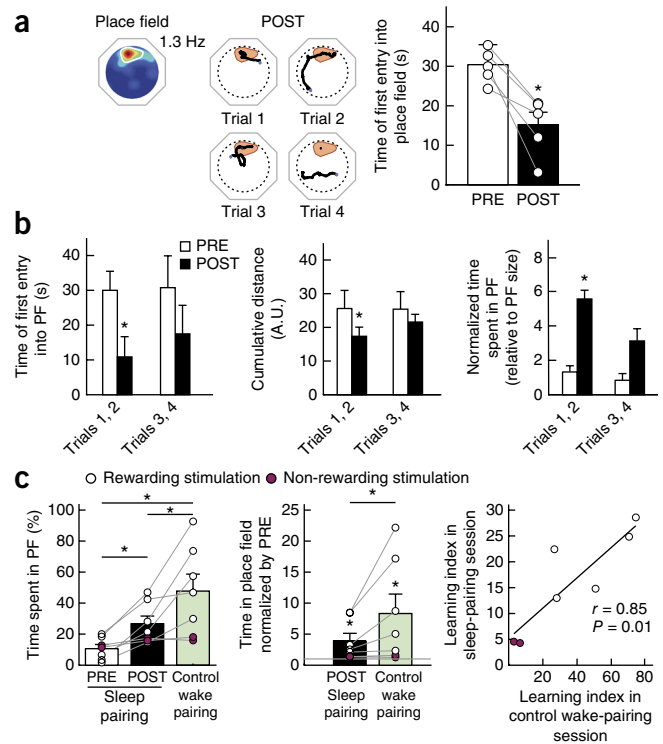 a
Place field
1.3 Hz
POST
Trial 1
Trial 2
Trial 3
Trial 4
Time of first entry into
place field (s)
40
30
20
10
0
*
PRE
POST
b
Time of first entry
into PF (s)
40
30
20
10
0
PRE
POST
*
Trials 1, 2
Trials 3, 4
Cumulative distance
(A.U.)
40
30
20
10
0
*
Trials 1, 2
Trials 3, 4
Normalized time
spent in PF
(relative to PF size)
8
6
4
2
0
*
Trials 1, 2
Trials 3, 4
c
Rewarding stimulation
Non-rewarding stimulation
Time spent in PF (%)
100
80
60
40
20
0
*
*
*
PRE
POST
Sleep
pairing
Control
wake
pairing
Time in place field
normalized by PRE
25
20
15
10
5
0
*
*
*
POST
Sleep
pairing
Control
wake
pairing
Learning index in
sleep-pairing session
30
25
20
15
10
5
0
r = 0.85
P = 0.01
20
40
60
80
Learning index in
control wake-pairing
session